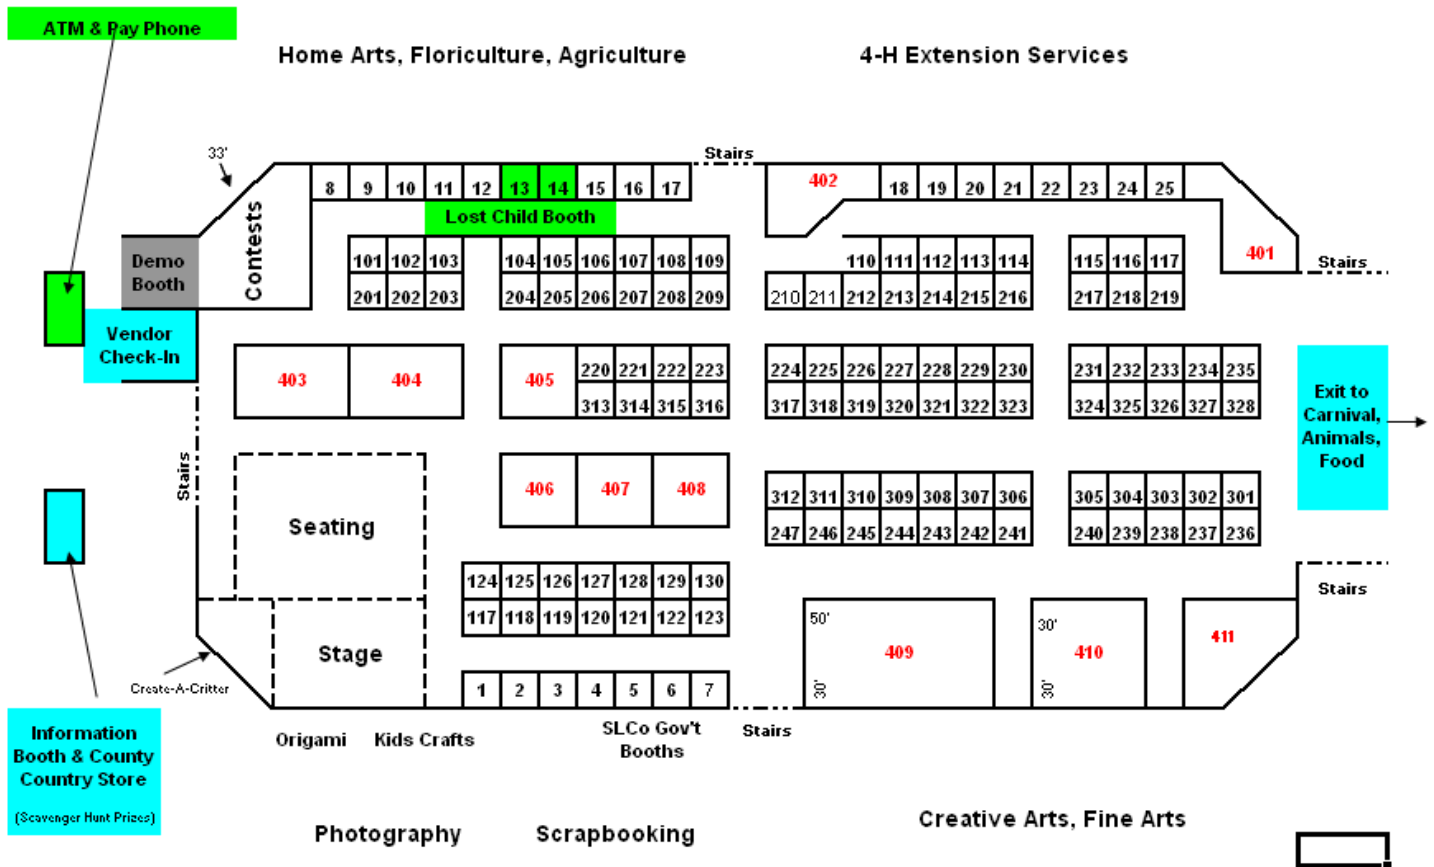 ATM & Pay Phone
Home Arts, Floriculture, Agriculture
4-H Extension Services
33'
Stairs
8 9 10 11 12 13 14 15 16 17
402
18 19 20 21 22 23 24 25
Lost Child Booth
Contests
Demo
Booth
101 102 103
104 105 106 107 108 109
110 111 112 113 114
115 116 117
401
Stairs
201 202 203
204 205 206 207 208 209
210 211 212 213 214 215 216
217 218 219
Vendor
Check-In
403
404
405
220 221 222 223
224 225 226 227 228 229 230
231 232 233 234 235
313 314 315 316
317 318 319 320 321 322 323
324 325 326 327 328
Exit to
Carnival,
Animals,
Food
Stairs
406
407
408
312 311 310 309 308 307 306
305 304 303 302 301
Seating
247 246 245 244 243 242 241
240 239 238 237 236
124 125 126 127 128 129 130
Stairs
117 118 119 120 121 122 123
50'
30'
409
30'
30'
410
411
Stage
Create-A-Critter
1 2 3 4 5 6 7
Information
Booth & County
Country Store
(Scavenger Hunt Prizes)
Origami
Kids Crafts
SLCo Gov't
Booths
Stairs
Photography
Scrapbooking
Creative Arts, Fine Arts